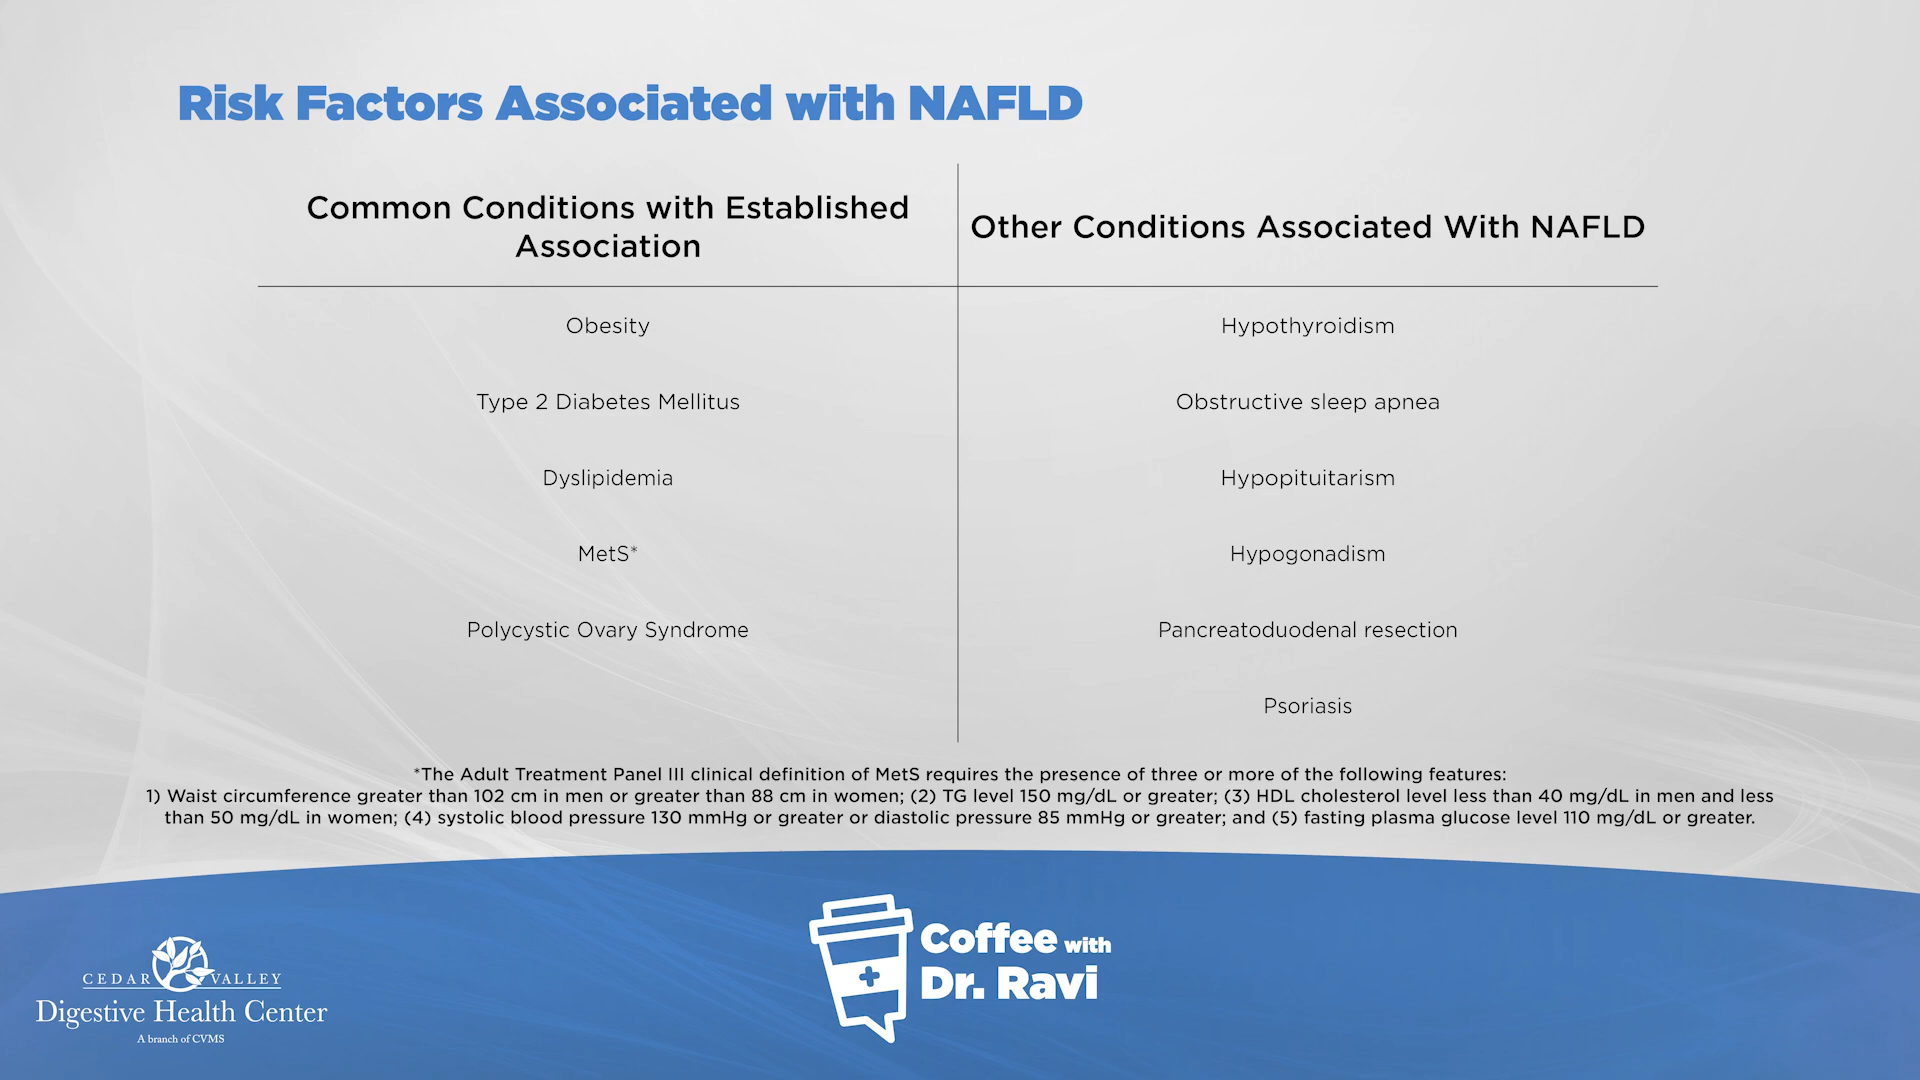 Risk Factors Associated with NAFLD
Common Conditions with Established
Association
Other Conditions Associated With NAFLD
Obesity
Hypothyroidism
Type 2 Diabetes Mellitus
Obstructive sleep apnea
Dyslipidemia
Hypopituitarism
MetS*
Hypogonadism
Polycystic Ovary Syndrome
Pancreatoduodenal resection
Psoriasis
*The Adult Treatment Panel III clinical definition of MetS requires the presence of three or more of the following features:
1) Waist circumference greater than 102 cm in men or greater than 88 cm in women; (2) TG level 150 mg/dL or greater; (3) HDL cholesterol level less than 40 mg/dL in men and less
than 50 mg/dL in women; (4) systolic blood pressure 130 mmHg or greater or diastolic pressure 85 mmHg or greater; and (5) fasting plasma glucose level 110 mg/dL or greater.
Coffee with
Dr. Ravi
CEDAR VALLEY
Digestive Health Center
A branch of CVMS